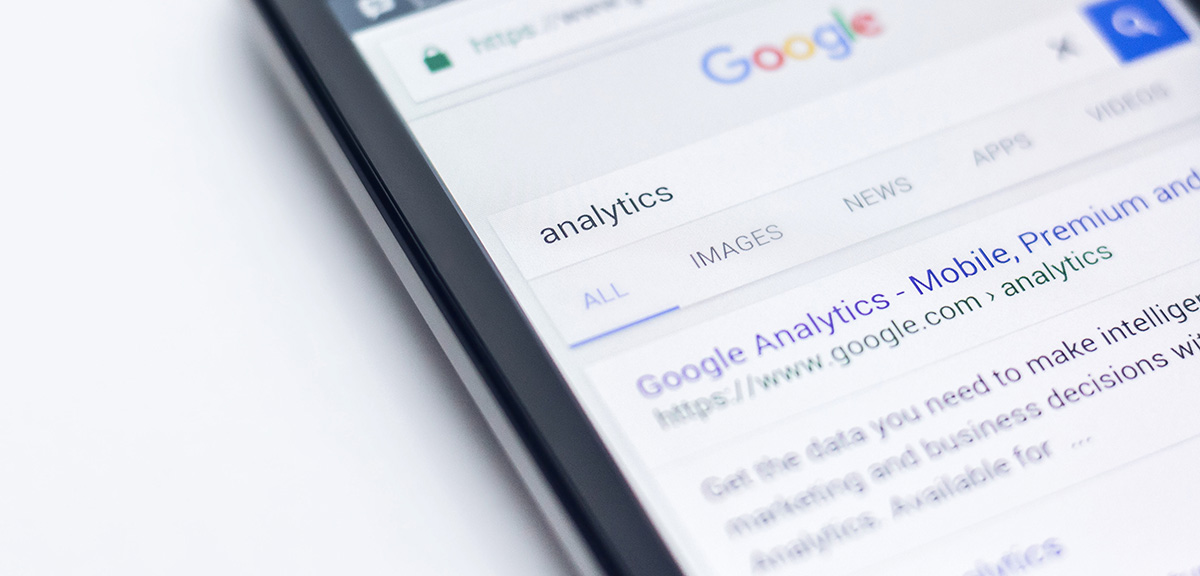 https://www.g
Google
analytics
ALL IMAGES NEWS APPS VIDEOS
Google Analytics - Mobile, Premium and
https://www.google.com › analytics
Get the data you need to make intellige
marketing and business decisions wi
Analytics. Available for ...
lytics